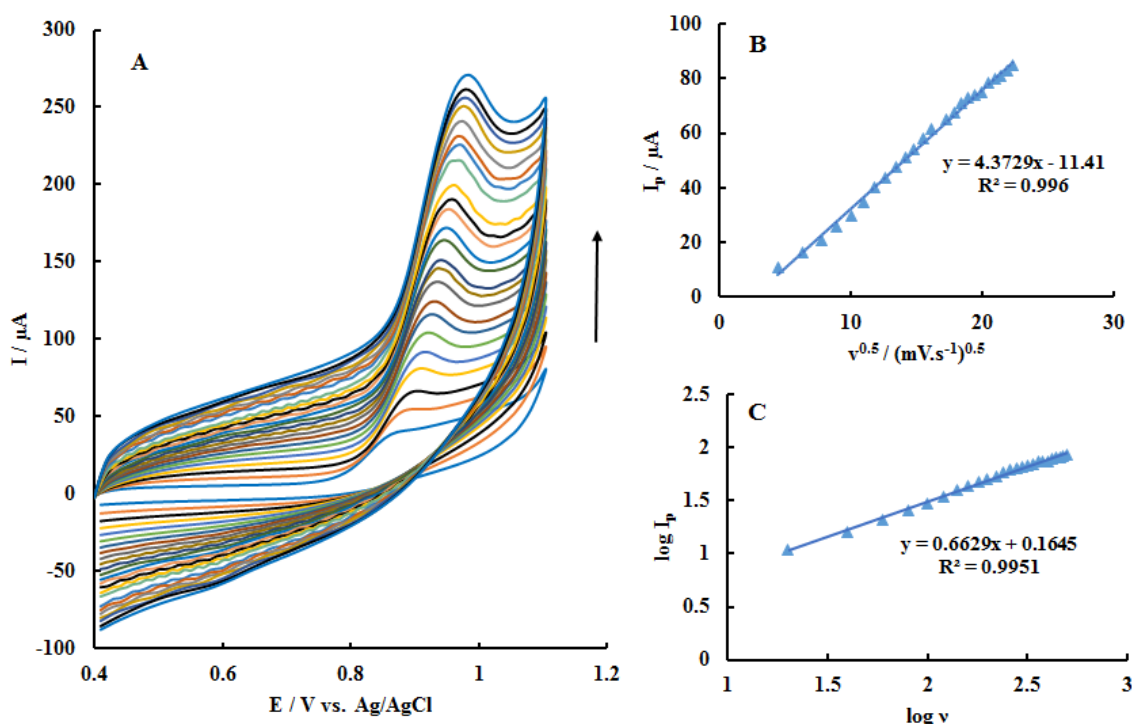 A
300
250
200
150
100
50
0
-50
-100
I / µA
0.4
0.6
0.8
1
1.2
E / V vs. Ag/AgCl
B
100
80
60
40
20
0
I_p / µA
y = 4.3729x - 11.41
R² = 0.996
0
10
20
30
v^0.5 / (mV.s⁻¹)^0.5
C
2.5
2
1.5
1
0.5
0
log I_p
y = 0.6629x + 0.1645
R² = 0.9951
1
1.5
2
2.5
3
log ν